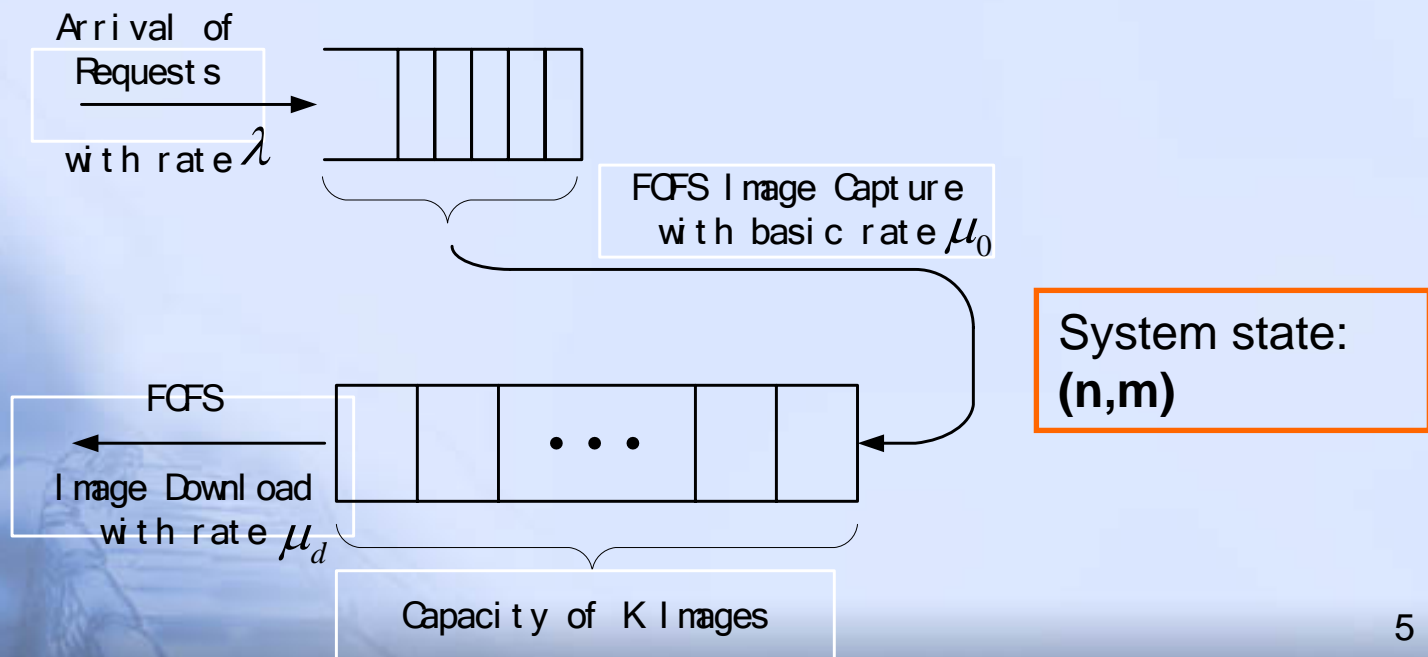 Arrival of
Requests
with rate λ
FCFS Image Capture
with basic rate μ₀
System state:
(n,m)
FCFS
Image Download
with rate μ_d
• • •
Capacity of K Images
5